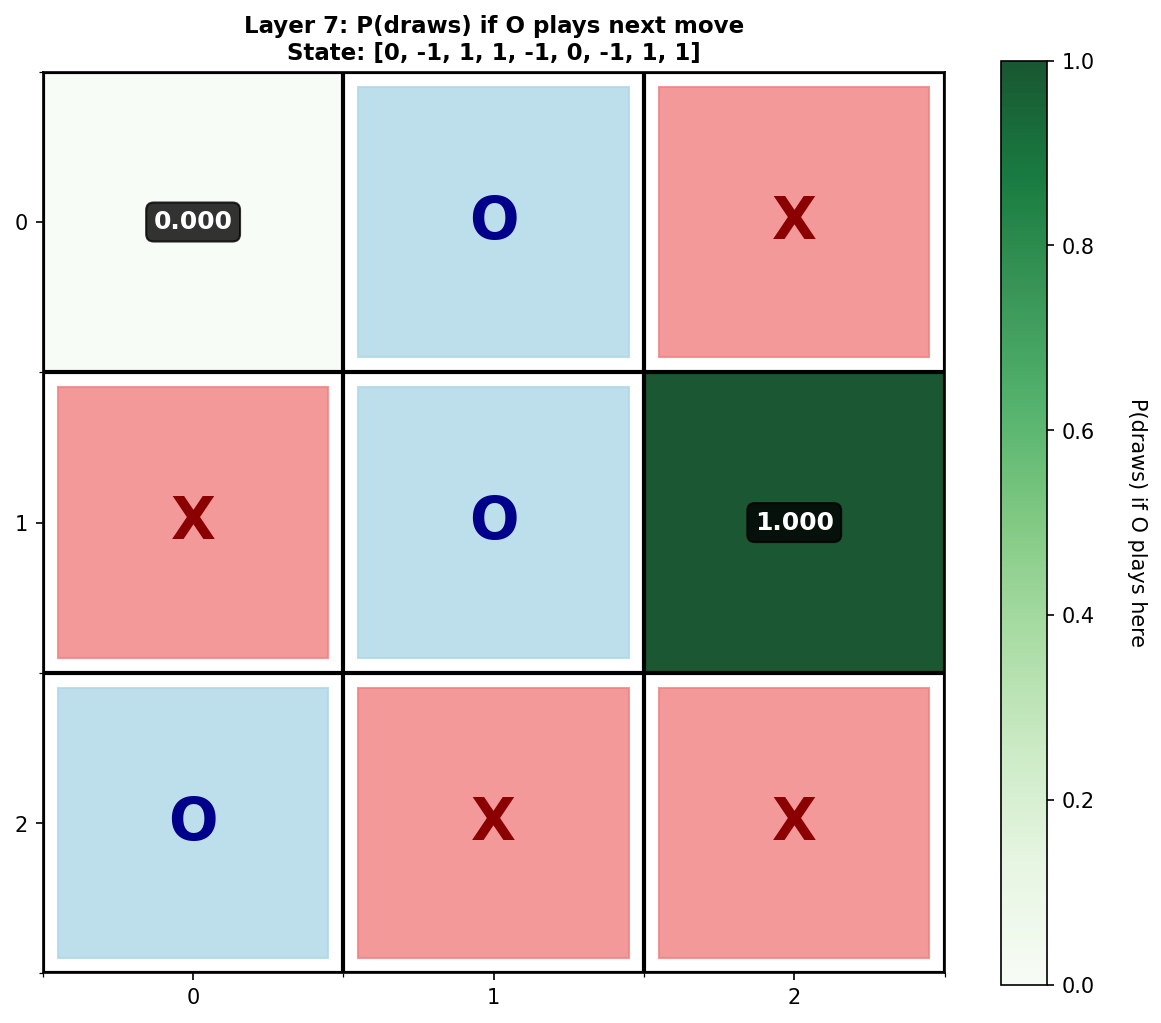 Layer 7: P(draws) if O plays next move
State: [0, -1, 1, 1, -1, 0, -1, 1, 1]
0
0.000
O
X
1
X
O
1.000
2
O
X
X
0
1
2
1.0
0.8
0.6
0.4
0.2
0.0
P(draws) if O plays here